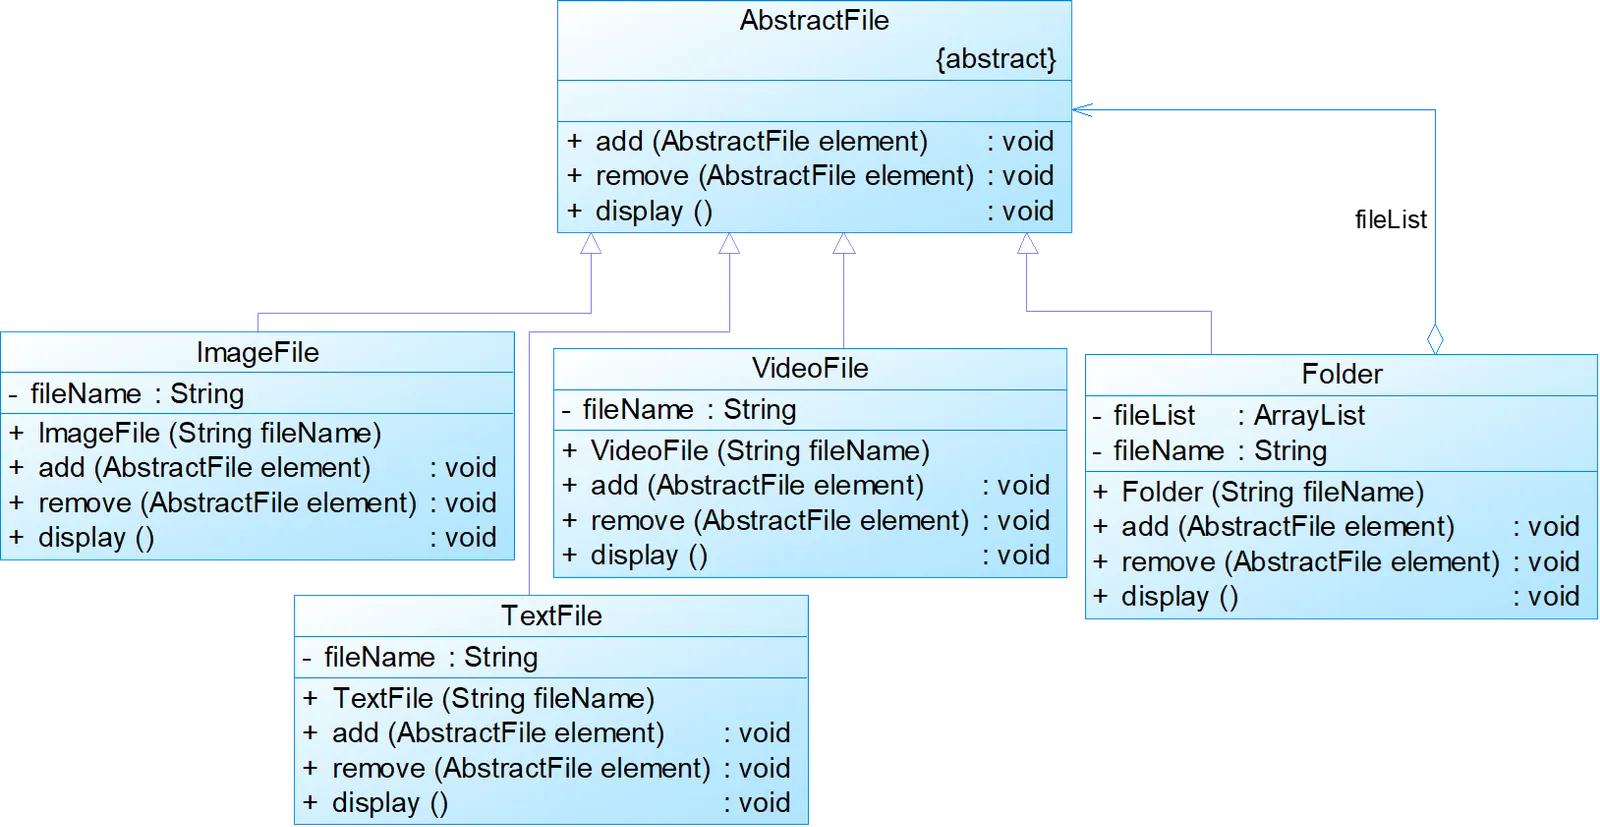 AbstractFile
{abstract}
+ add (AbstractFile element) : void
+ remove (AbstractFile element) : void
+ display () : void
fileList
ImageFile
- fileName : String
+ ImageFile (String fileName)
+ add (AbstractFile element) : void
+ remove (AbstractFile element) : void
+ display () : void
VideoFile
- fileName : String
+ VideoFile (String fileName)
+ add (AbstractFile element) : void
+ remove (AbstractFile element) : void
+ display () : void
Folder
- fileList : ArrayList
- fileName : String
+ Folder (String fileName)
+ add (AbstractFile element) : void
+ remove (AbstractFile element) : void
+ display () : void
TextFile
- fileName : String
+ TextFile (String fileName)
+ add (AbstractFile element) : void
+ remove (AbstractFile element) : void
+ display () : void